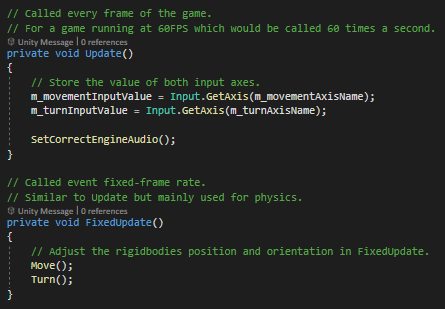 // Called every frame of the game.
// For a game running at 60FPS which would be called 60 times a second.
Unity Message | 0 references
private void Update()
{
// Store the value of both input axes.
m_movementInputValue = Input.GetAxis(m_movementAxisName);
m_turnInputValue = Input.GetAxis(m_turnAxisName);
SetCorrectEngineAudio();
}
// Called event fixed-frame rate.
// Similar to Update but mainly used for physics.
Unity Message | 0 references
private void FixedUpdate()
{
// Adjust the rigidbodies position and orientation in FixedUpdate.
Move();
Turn();
}